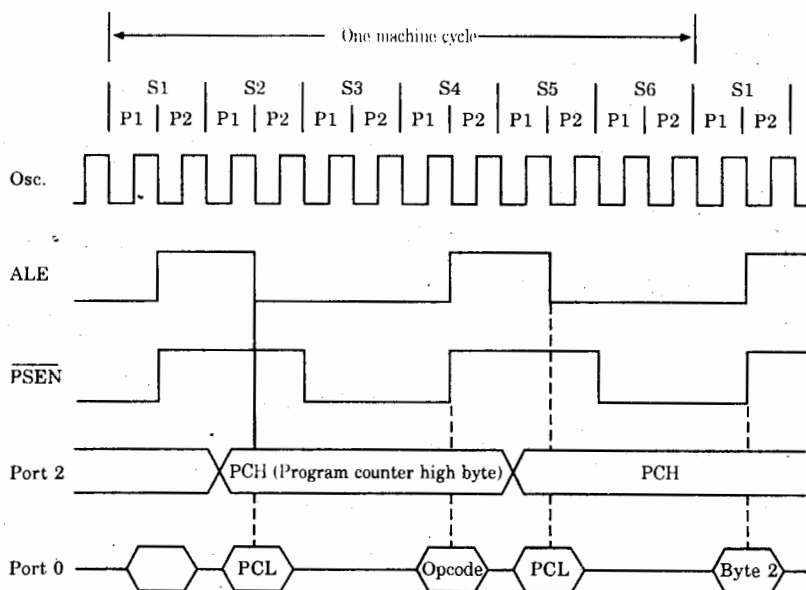 One machine cycle
S1 S2 S3 S4 S5 S6 S1
P1 P2 P1 P2 P1 P2 P1 P2 P1 P2 P1 P2 P1 P2
Osc.
ALE
PSEN
Port 2 PCH (Program counter high byte) PCH
Port 0 PCL Opcode PCL Byte 2